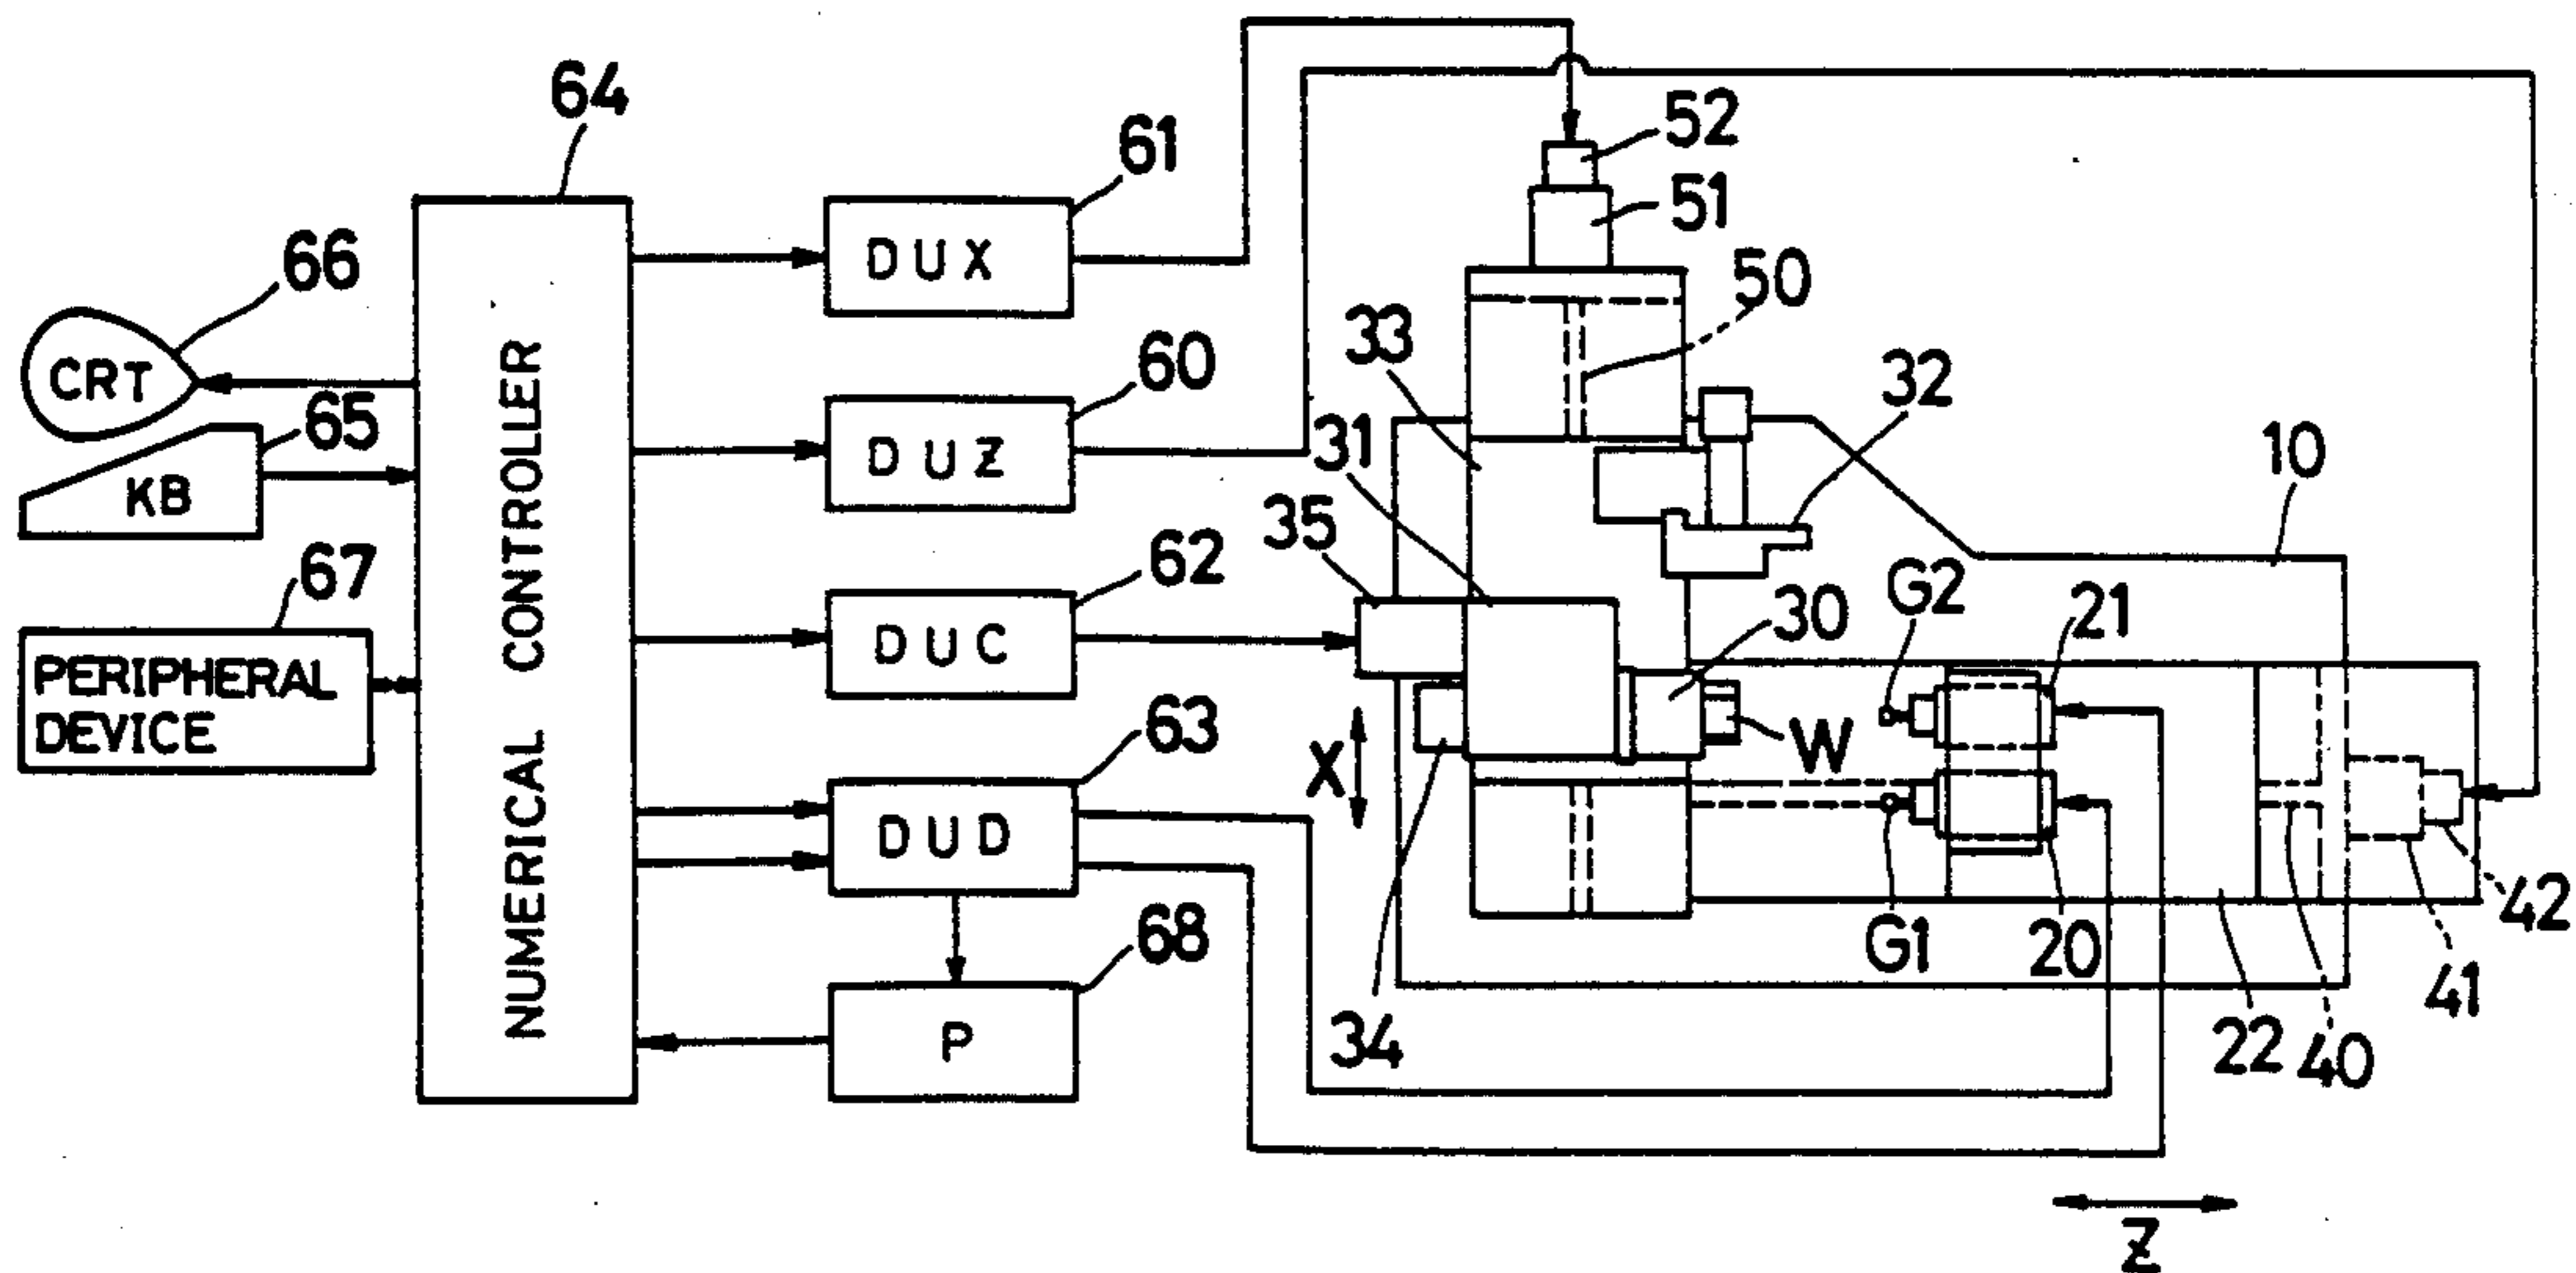 64
52
61
51
66
DUX
50
33
60
32
CRT
65
31
10
DUZ
KB
35
67
62
G2
21
30
DUC
NUMERICAL CONTROLLER
PERIPHERAL
DEVICE
63
X
W
DUD
42
68
G1
20
41
34
22
40
P
Z